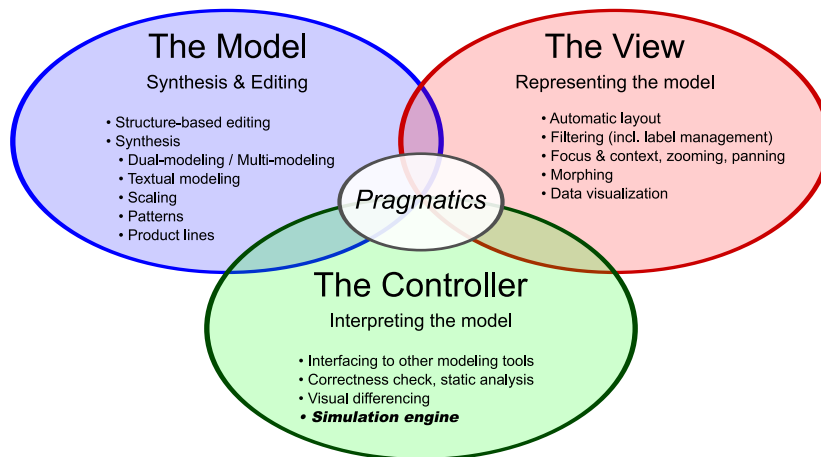 The Model
Synthesis & Editing
• Structure-based editing
• Synthesis
• Dual-modeling / Multi-modeling
• Textual modeling
• Scaling
• Patterns
• Product lines
The View
Representing the model
• Automatic layout
• Filtering (incl. label management)
• Focus & context, zooming, panning
• Morphing
• Data visualization
Pragmatics
The Controller
Interpreting the model
• Interfacing to other modeling tools
• Correctness check, static analysis
• Visual differencing
• Simulation engine